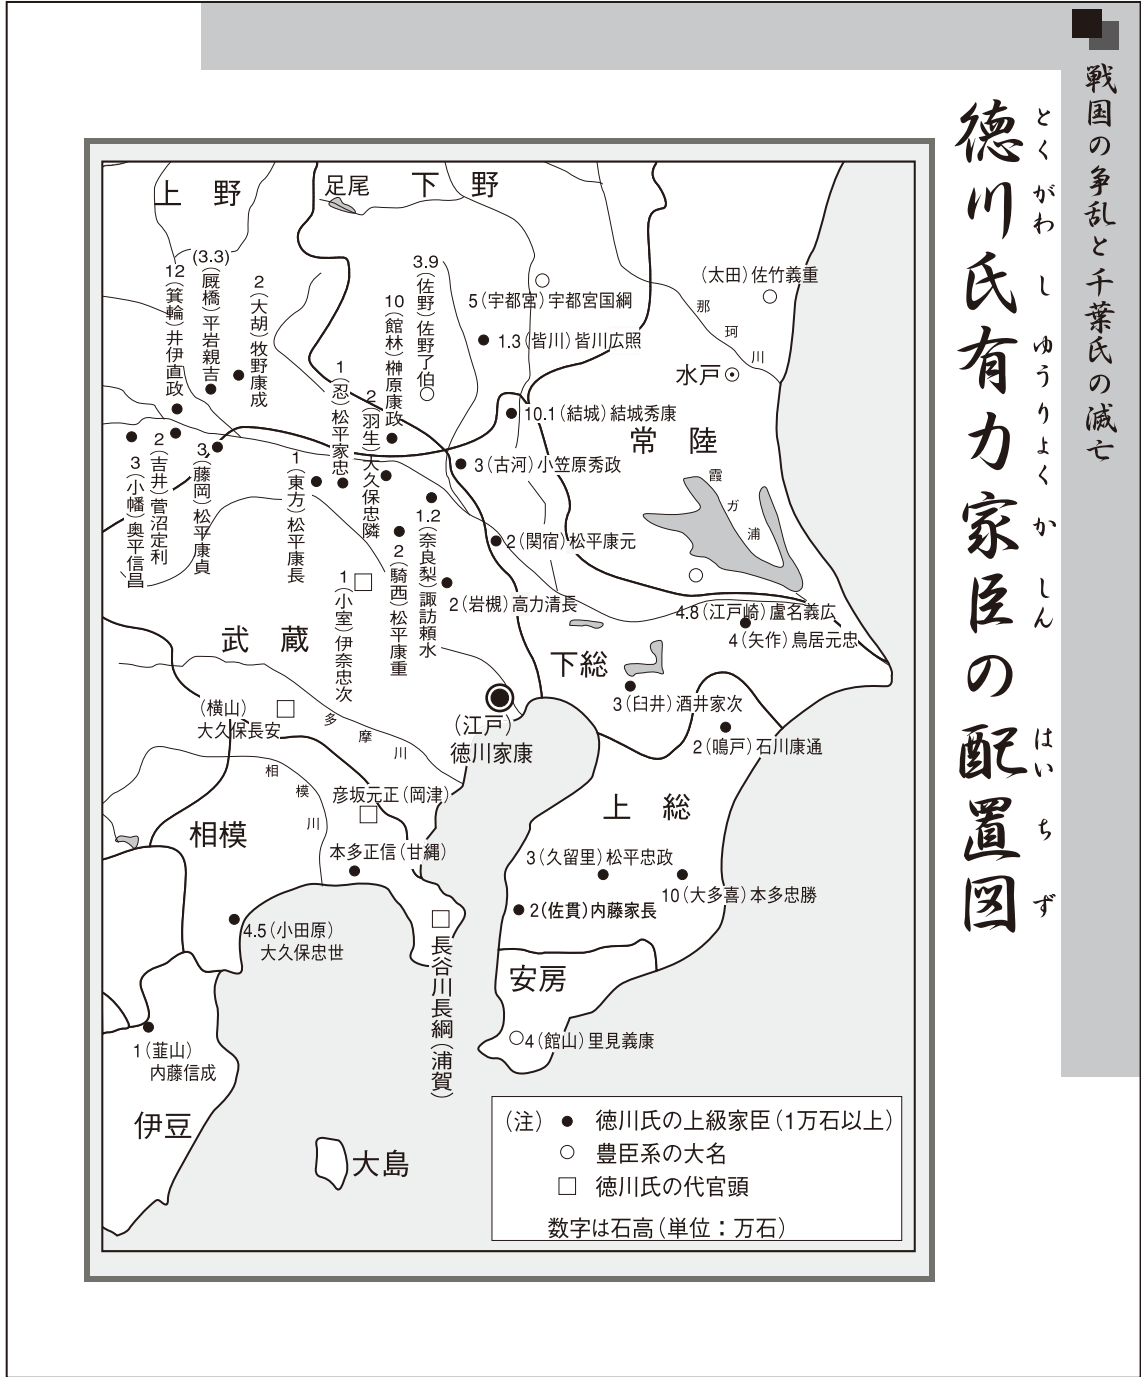 戦国の争乱と千葉氏の滅亡
徳川氏有力家臣の配置図
とくがわしゆうりょくかしんはいちず
上野
足尾
下野
(3.3)(厩橋)平岩親吉
12(箕輪)井伊直政
2(大胡)牧野康成
3.9(佐野)佐野了伯
10(館林)榊原康政
5(宇都宮)宇都宮国綱
(太田)佐竹義重
那珂川
1.3(皆川)皆川広照
水戸
1(忍)松平家忠
2(羽生)大久保忠隣
10.1(結城)結城秀康
常陸
3(古河)小笠原秀政
霞ガ浦
3(小幡)奥平信昌
2(吉井)菅沼定利
3(藤岡)松平康貞
1(東方)松平康長
1.2(奈良梨)諏訪頼水
2(騎西)松平康重
1(小室)伊奈忠次
2(関宿)松平康元
2(岩槻)高力清長
4.8(江戸崎)盧名義広
4(矢作)鳥居元忠
武蔵
下総
3(臼井)酒井家次
2(鳴戸)石川康通
(横山)
大久保長安
多摩川
(江戸)
徳川家康
相模川
彦坂元正(岡津)
相模
本多正信(甘縄)
上総
3(久留里)松平忠政
10(大多喜)本多忠勝
2(佐貫)内藤家長
4.5(小田原)
大久保忠世
長谷川長綱(浦賀)
安房
4(館山)里見義康
1(韮山)
内藤信成
伊豆
大島
(注) ● 徳川氏の上級家臣(1万石以上)
○ 豊臣系の大名
□ 徳川氏の代官頭
数字は石高(単位：万石)